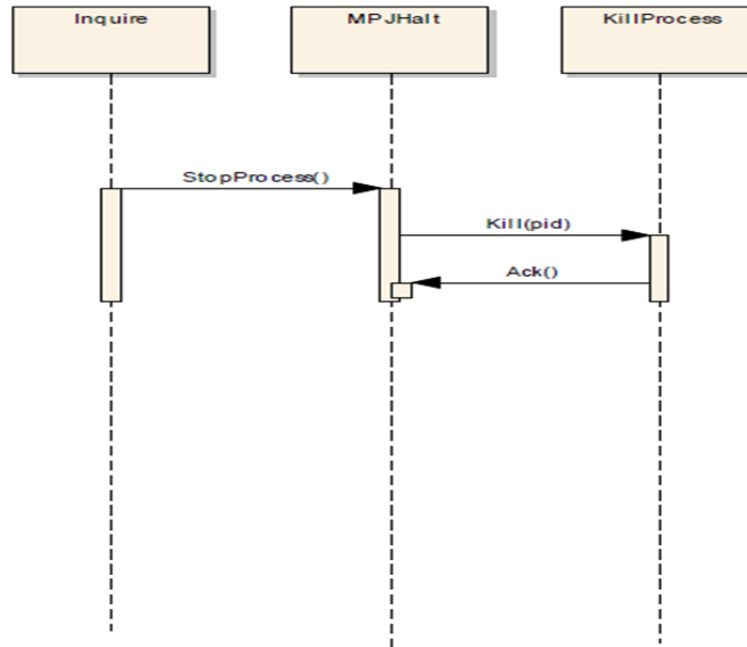 Inquire
MPJHalt
KillProcess
StopProcess()
Kill(pid)
Ack()